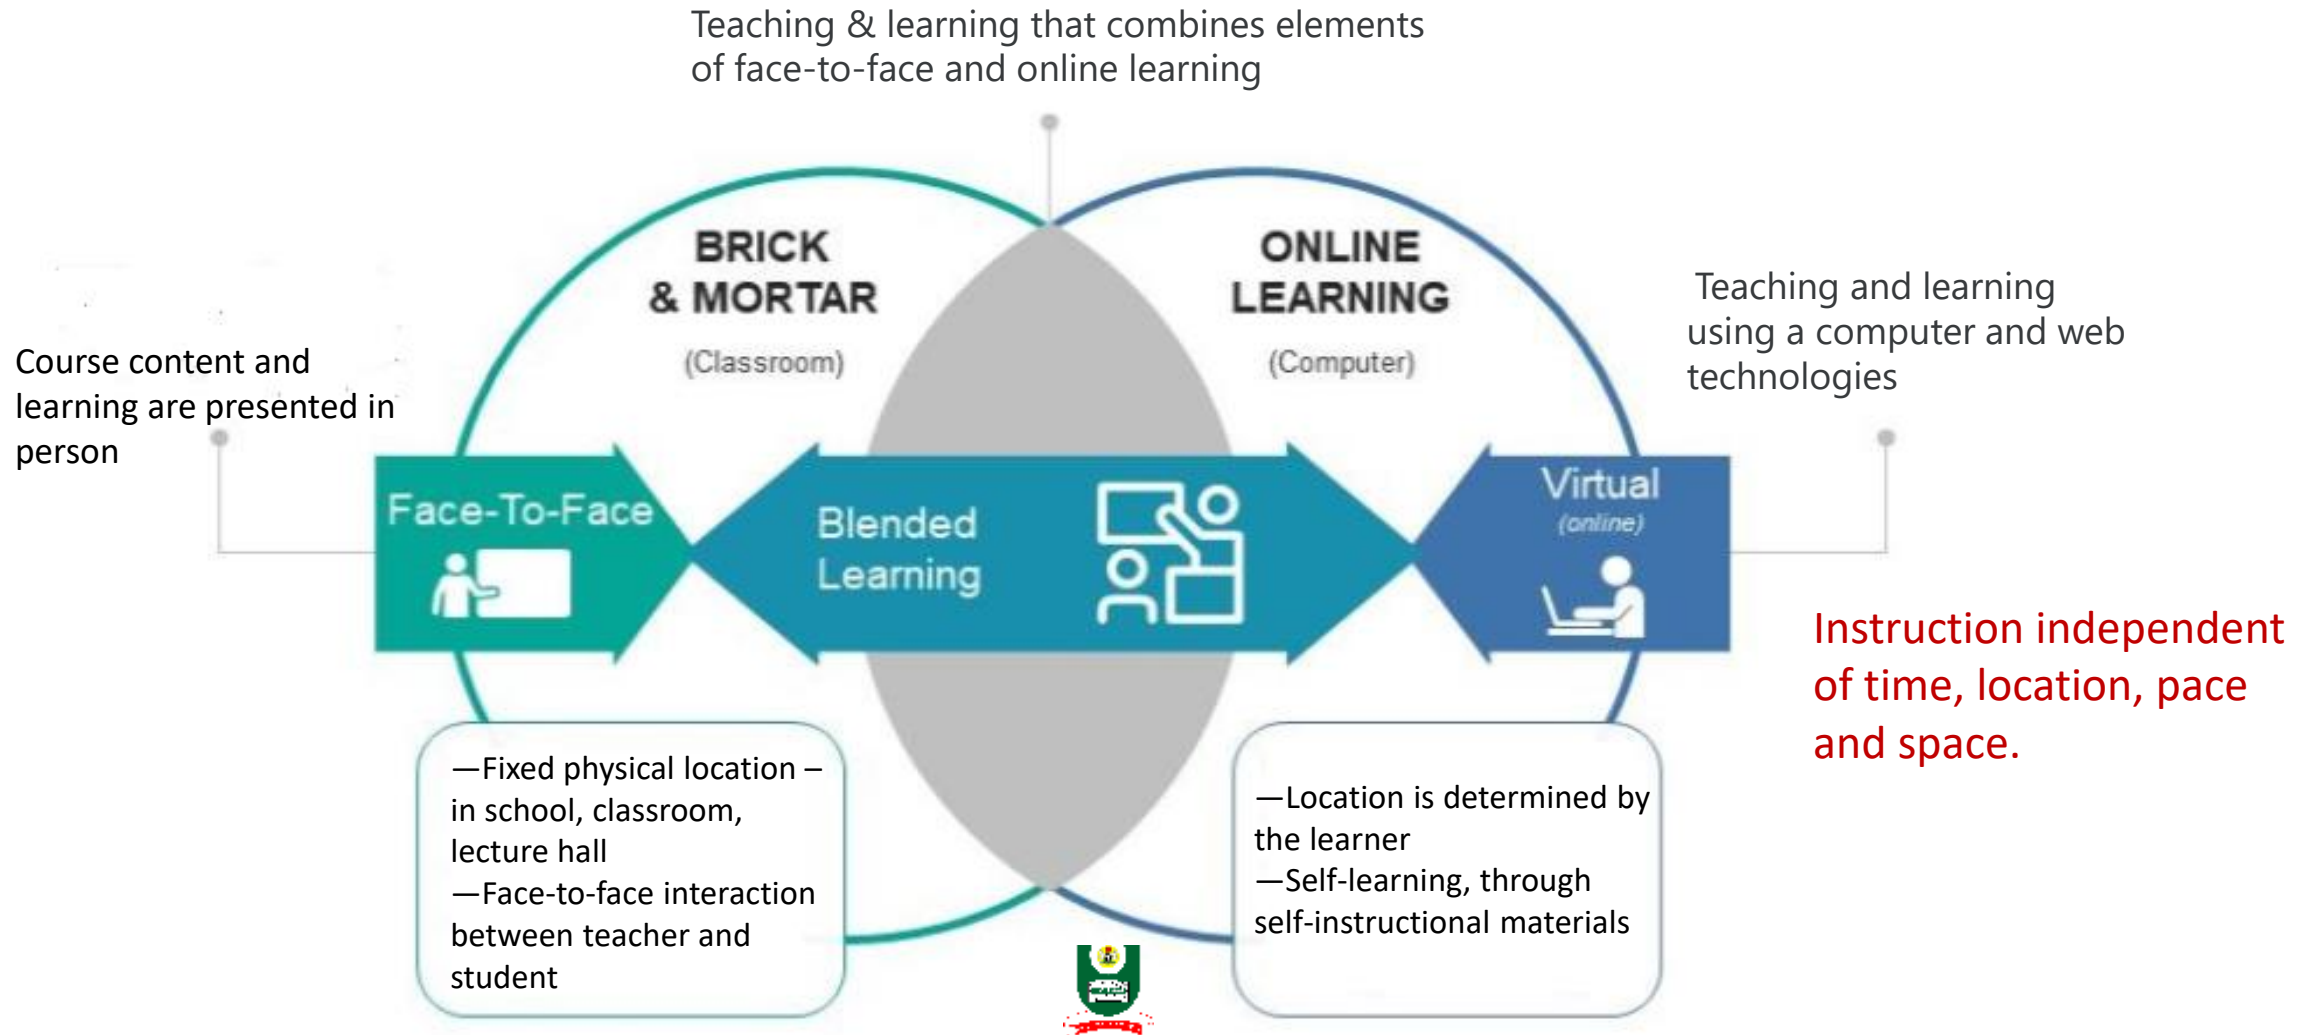 Teaching & learning that combines elements
of face-to-face and online learning
BRICK
& MORTAR
(Classroom)
ONLINE
LEARNING
(Computer)
Teaching and learning
using a computer and web
technologies
Course content and
learning are presented in
person
Face-To-Face
Blended
Learning
Virtual
(online)
Instruction independent
of time, location, pace
and space.
—Fixed physical location –
in school, classroom,
lecture hall
—Face-to-face interaction
between teacher and
student
—Location is determined by
the learner
—Self-learning, through
self-instructional materials